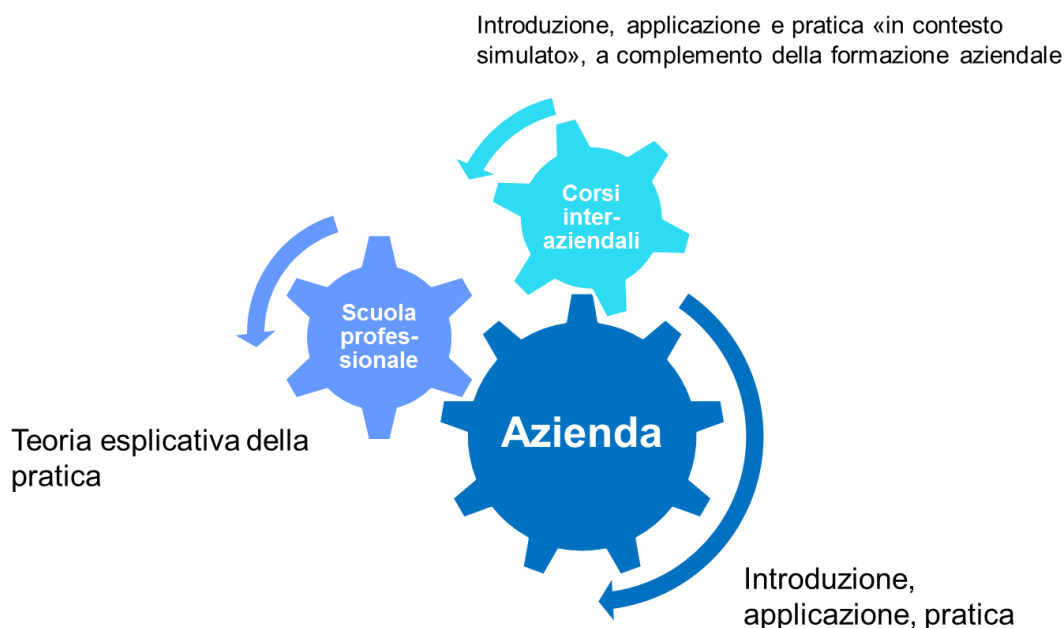 Introduzione, applicazione e pratica «in contesto
simulato», a complemento della formazione aziendale
Corsi
inter-
aziendali
Scuola
profes-
sionale
Azienda
Teoria esplicativa della
pratica
Introduzione,
applicazione, pratica